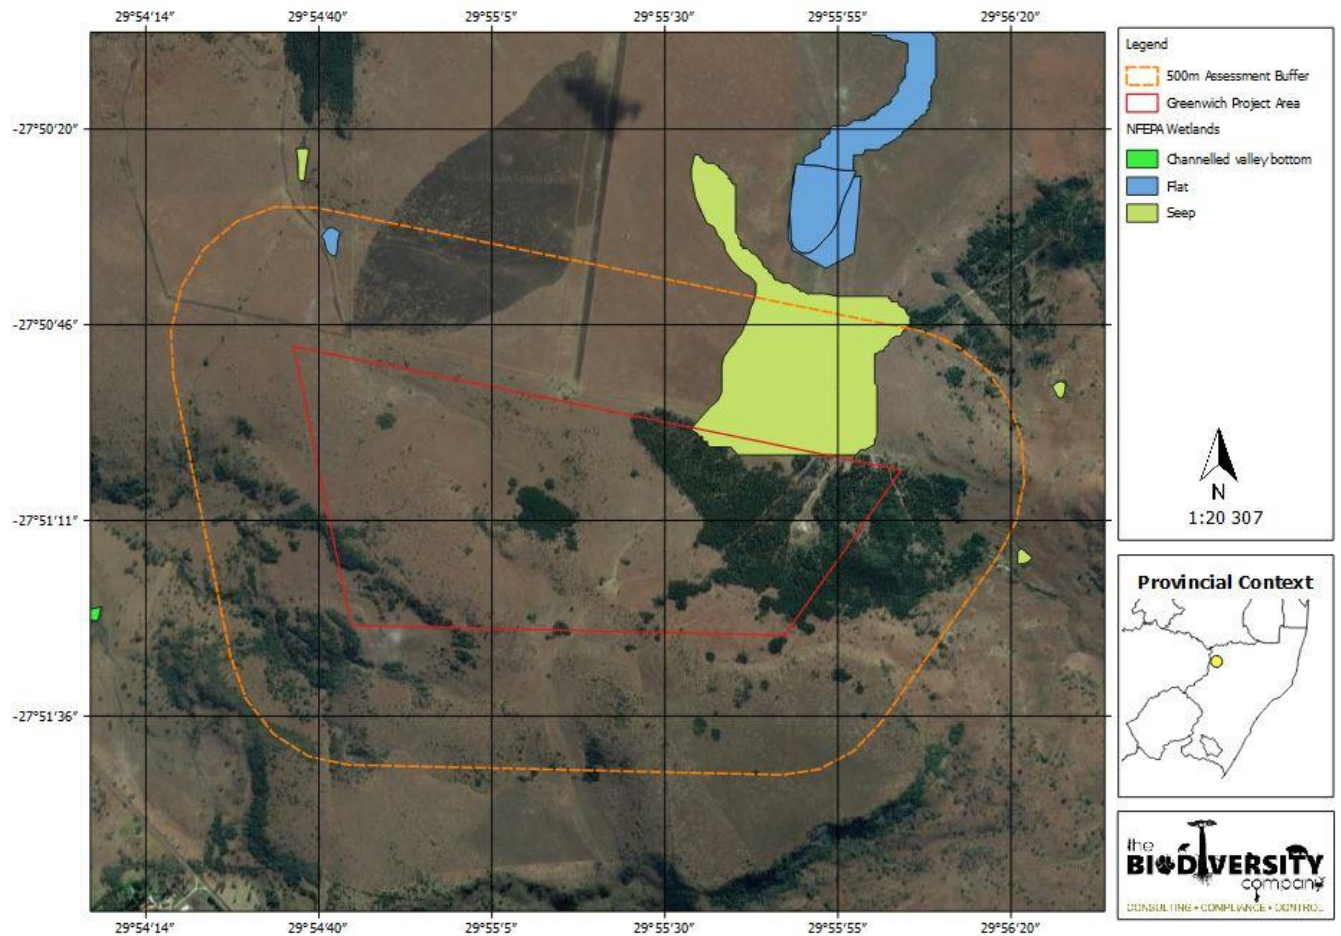 29°54′14″ 29°54′40″ 29°55′5″ 29°55′30″ 29°55′55″ 29°56′20″
-27°50′20″
-27°50′46″
-27°51′11″
-27°51′36″
29°54′14″ 29°54′40″ 29°55′5″ 29°55′30″ 29°55′55″ 29°56′20″
Legend
500m Assessment Buffer
Greenwich Project Area
NFEPA Wetlands
Channelled valley bottom
Flat
Seep
N
1:20 307
Provincial Context
the
BIODIVERSITY
company
CONSULTING • COMPLIANCE • CONTROL